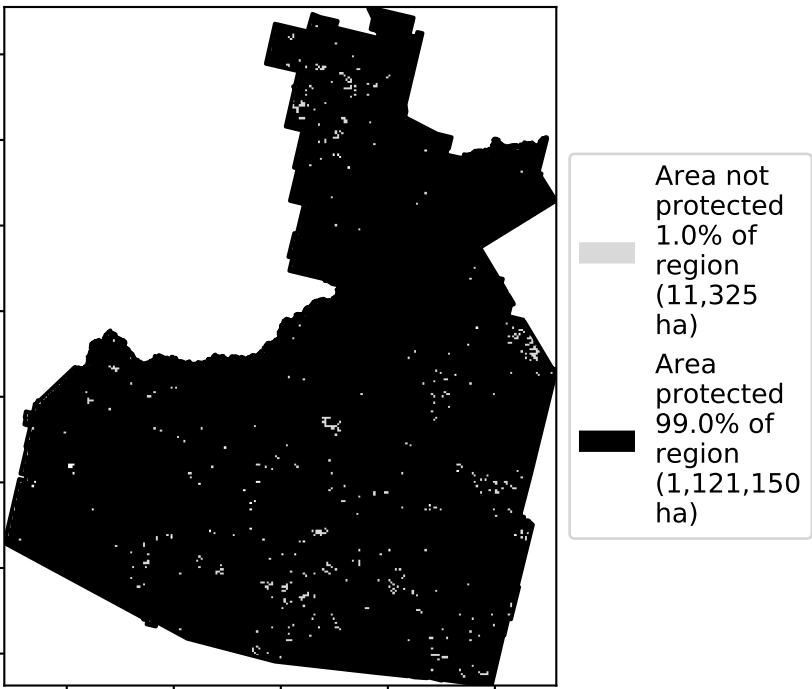 Area not
protected
1.0% of
region
(11,325
ha)
Area
protected
99.0% of
region
(1,121,150
ha)